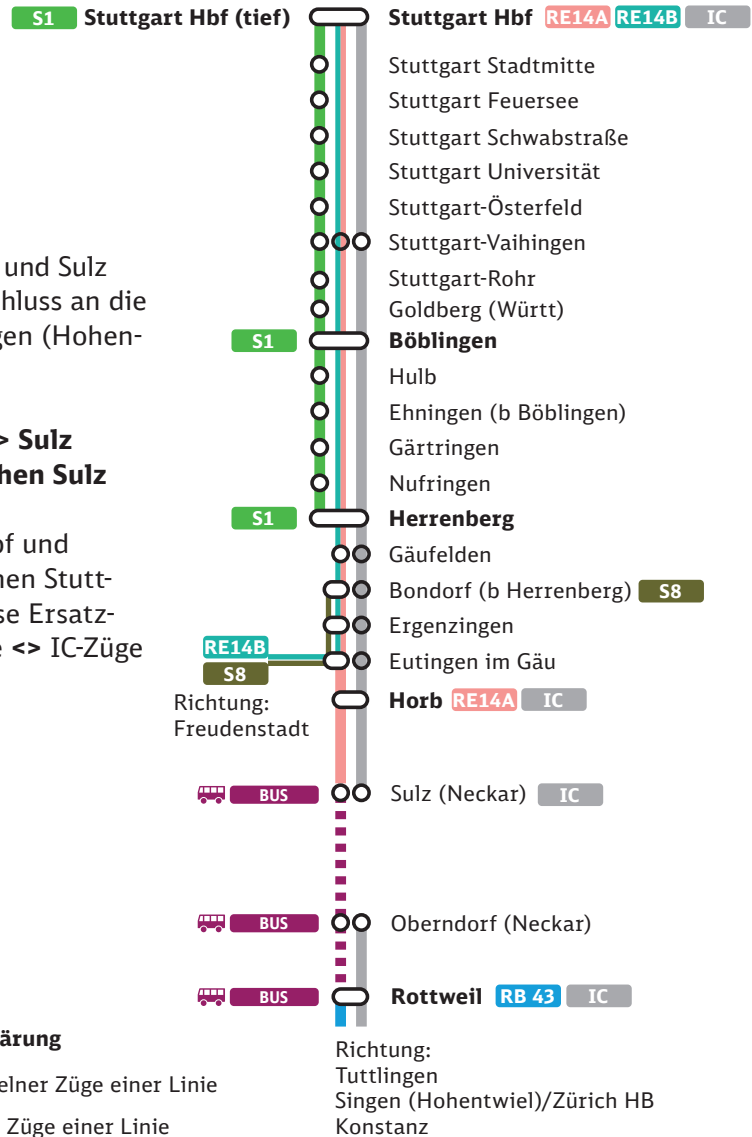 S1 Stuttgart Hbf (tief) Stuttgart Hbf RE14A RE14B IC
Stuttgart Stadtmitte
Stuttgart Feuersee
Stuttgart Schwabstraße
Stuttgart Universität
Stuttgart-Österfeld
Stuttgart-Vaihingen
Stuttgart-Rohr
Goldberg (Württ)
S1 Böblingen
Hulb
Ehningen (b Böblingen)
Gärtringen
Nufringen
S1 Herrenberg
Gäufelden
Bondorf (b Herrenberg) S8
Ergenzingen
RE14B
Eutingen im Gäu
S8
Richtung:
Freudenstadt
Horb RE14A IC
BUS Sulz (Neckar) IC
BUS Oberndorf (Neckar)
BUS Rottweil RB 43 IC
Richtung:
Tuttlingen
Singen (Hohentwiel)/Zürich HB
Konstanz
und Sulz
hluss an die
gen (Hohen-
> Sulz
hen Sulz
of und
nen Stutt-
se Ersatz-
e <> IC-Züge
ärung
elner Züge einer Linie
Züge einer Linie